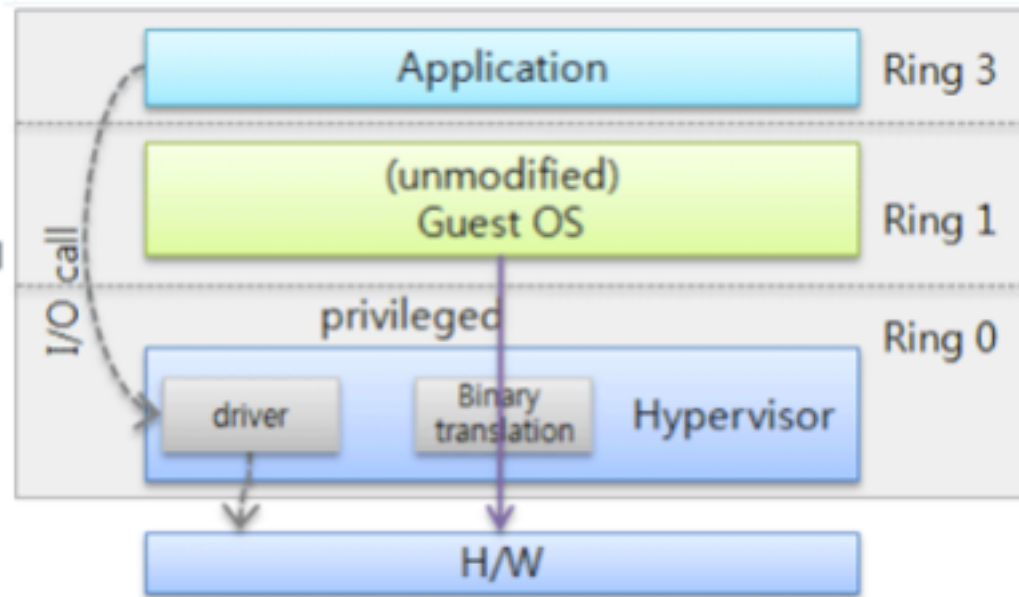 Application
Ring 3
(unmodified)
Guest OS
Ring 1
I/O call
privileged
Ring 0
driver
Binary
translation
Hypervisor
H/W